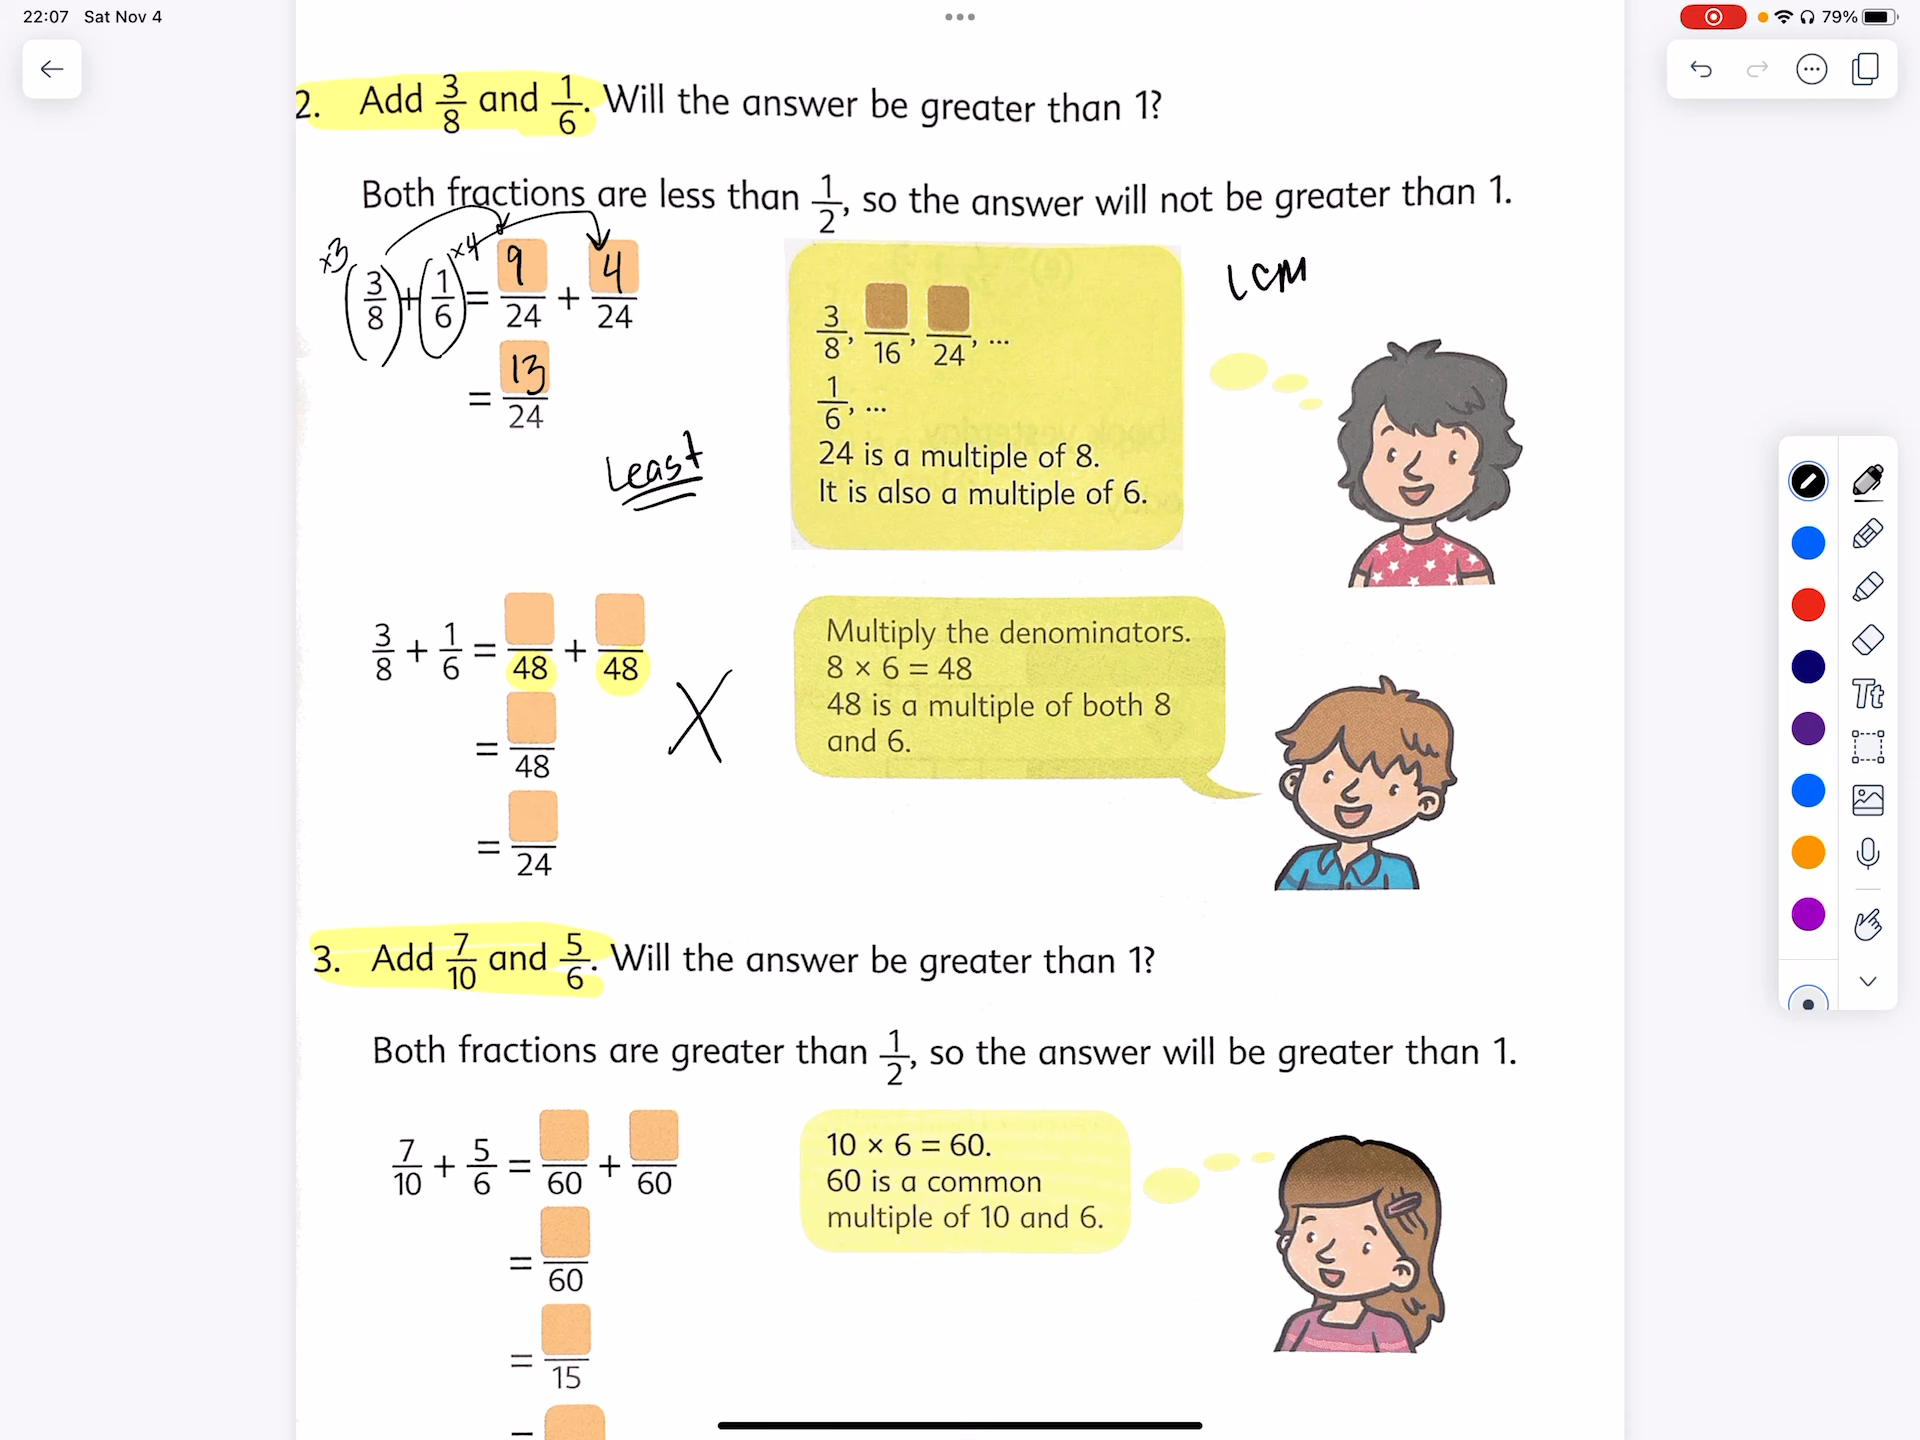 22:07 Sat Nov 4
79%
2. Add 3/8 and 1/6. Will the answer be greater than 1?
Both fractions are less than 1/2, so the answer will not be greater than 1.
×3 (3/8) + (1/6) ×4 = 9/24 + 4/24
= 13/24
Least
3/8, /16, /24, ...
1/6, ...
24 is a multiple of 8.
It is also a multiple of 6.
LCM
3/8 + 1/6 = /48 + /48
= /48
= /24
X
Multiply the denominators.
8 × 6 = 48
48 is a multiple of both 8
and 6.
3. Add 7/10 and 5/6. Will the answer be greater than 1?
Both fractions are greater than 1/2, so the answer will be greater than 1.
7/10 + 5/6 = /60 + /60
= /60
= /15
=
10 × 6 = 60.
60 is a common
multiple of 10 and 6.
Tt